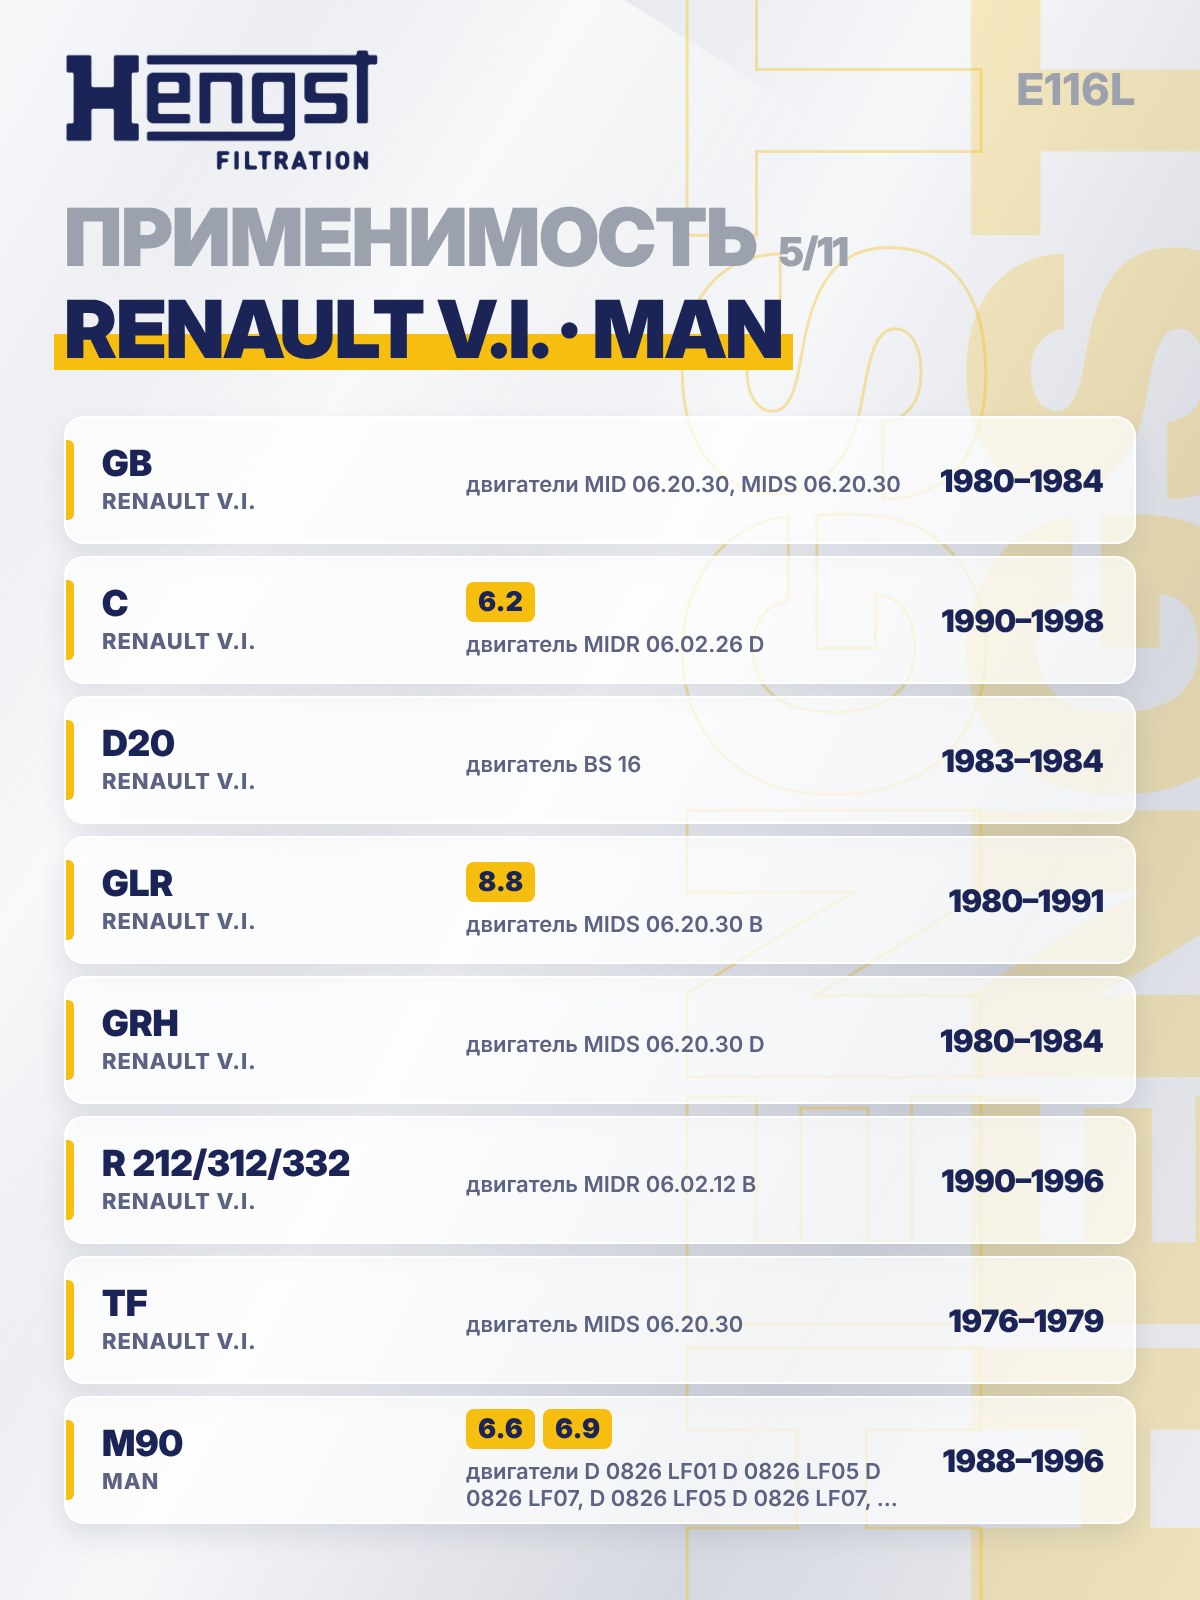 Hengst
FILTRATION
E116L
ПРИМЕНИМОСТЬ 5/11
RENAULT V.I. · MAN
GB
RENAULT V.I.
двигатели MID 06.20.30, MIDS 06.20.30
1980–1984
C
RENAULT V.I.
6.2
двигатель MIDR 06.02.26 D
1990–1998
D20
RENAULT V.I.
двигатель BS 16
1983–1984
GLR
RENAULT V.I.
8.8
двигатель MIDS 06.20.30 B
1980–1991
GRH
RENAULT V.I.
двигатель MIDS 06.20.30 D
1980–1984
R 212/312/332
RENAULT V.I.
двигатель MIDR 06.02.12 B
1990–1996
TF
RENAULT V.I.
двигатель MIDS 06.20.30
1976–1979
M90
MAN
6.6 6.9
двигатели D 0826 LF01 D 0826 LF05 D
0826 LF07, D 0826 LF05 D 0826 LF07, ...
1988–1996
HENGST
HENGST